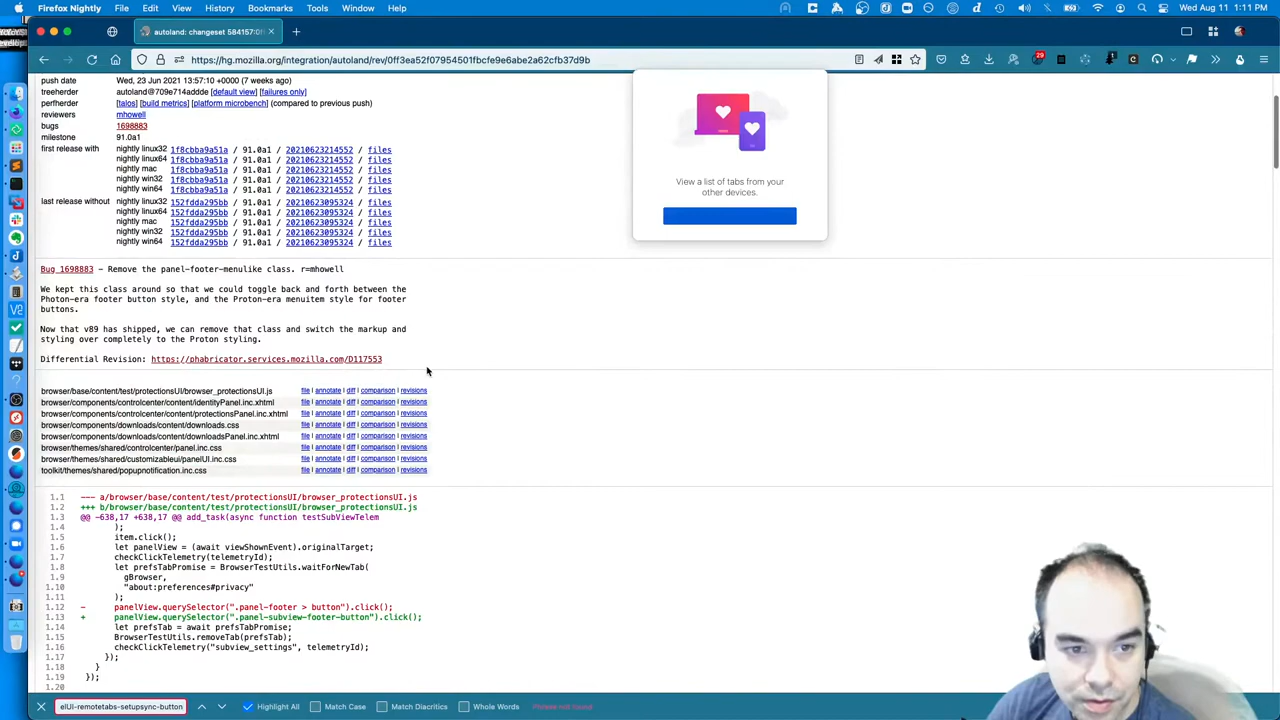 Firefox Nightly File Edit View History Bookmarks Tools Window Help
Wed Aug 11 1:11 PM
autoland: changeset 584157:0f
https://hg.mozilla.org/integration/autoland/rev/0ff3ea52f07954501fbcfe9e6abe2a62cfb37d9b
29
push date Wed, 23 Jun 2021 13:57:10 +0000 (7 weeks ago)
treeherder autoland@709e714addde [default view] [failures only]
perfherder [talos] [build metrics] [platform microbench] (compared to previous push)
reviewers mhowell
bugs 1698883
milestone 91.0a1
first release with nightly linux32 1f8cbba9a51a / 91.0a1 / 20210623214552 / files
nightly linux64 1f8cbba9a51a / 91.0a1 / 20210623214552 / files
nightly mac 1f8cbba9a51a / 91.0a1 / 20210623214552 / files
nightly win32 1f8cbba9a51a / 91.0a1 / 20210623214552 / files
nightly win64 1f8cbba9a51a / 91.0a1 / 20210623214552 / files
last release without nightly linux32 152fdda295bb / 91.0a1 / 20210623095324 / files
nightly linux64 152fdda295bb / 91.0a1 / 20210623095324 / files
nightly mac 152fdda295bb / 91.0a1 / 20210623095324 / files
nightly win32 152fdda295bb / 91.0a1 / 20210623095324 / files
nightly win64 152fdda295bb / 91.0a1 / 20210623095324 / files
View a list of tabs from your
other devices.
Bug 1698883 - Remove the panel-footer-menulike class. r=mhowell
We kept this class around so that we could toggle back and forth between the
Photon-era footer button style, and the Proton-era menuitem style for footer
buttons.
Now that v89 has shipped, we can remove that class and switch the markup and
styling over completely to the Proton styling.
Differential Revision: https://phabricator.services.mozilla.com/D117553
browser/base/content/test/protectionsUI/browser_protectionsUI.js file | annotate | diff | comparison | revisions
browser/components/controlcenter/content/identityPanel.inc.xhtml file | annotate | diff | comparison | revisions
browser/components/controlcenter/content/protectionsPanel.inc.xhtml file | annotate | diff | comparison | revisions
browser/components/downloads/content/downloads.css file | annotate | diff | comparison | revisions
browser/components/downloads/content/downloadsPanel.inc.xhtml file | annotate | diff | comparison | revisions
browser/themes/shared/controlcenter/panel.inc.css file | annotate | diff | comparison | revisions
browser/themes/shared/customizableui/panelUI.inc.css file | annotate | diff | comparison | revisions
toolkit/themes/shared/popupnotification.inc.css file | annotate | diff | comparison | revisions
1.1 --- a/browser/base/content/test/protectionsUI/browser_protectionsUI.js
1.2 +++ b/browser/base/content/test/protectionsUI/browser_protectionsUI.js
1.3 @@ -638,17 +638,17 @@ add_task(async function testSubViewTelem
1.4 );
1.5 item.click();
1.6 let panelView = (await viewShownEvent).originalTarget;
1.7 checkClickTelemetry(telemetryId);
1.8 let prefsTabPromise = BrowserTestUtils.waitForNewTab(
1.9 gBrowser,
1.10 "about:preferences#privacy"
1.11 );
1.12 - panelView.querySelector(".panel-footer > button").click();
1.13 + panelView.querySelector(".panel-subview-footer-button").click();
1.14 let prefsTab = await prefsTabPromise;
1.15 BrowserTestUtils.removeTab(prefsTab);
1.16 checkClickTelemetry("subview_settings", telemetryId);
1.17 });
1.18 }
1.19 });
1.20
elUI-remotetabs-setupsync-button Highlight All Match Case Match Diacritics Whole Words Phrase not found